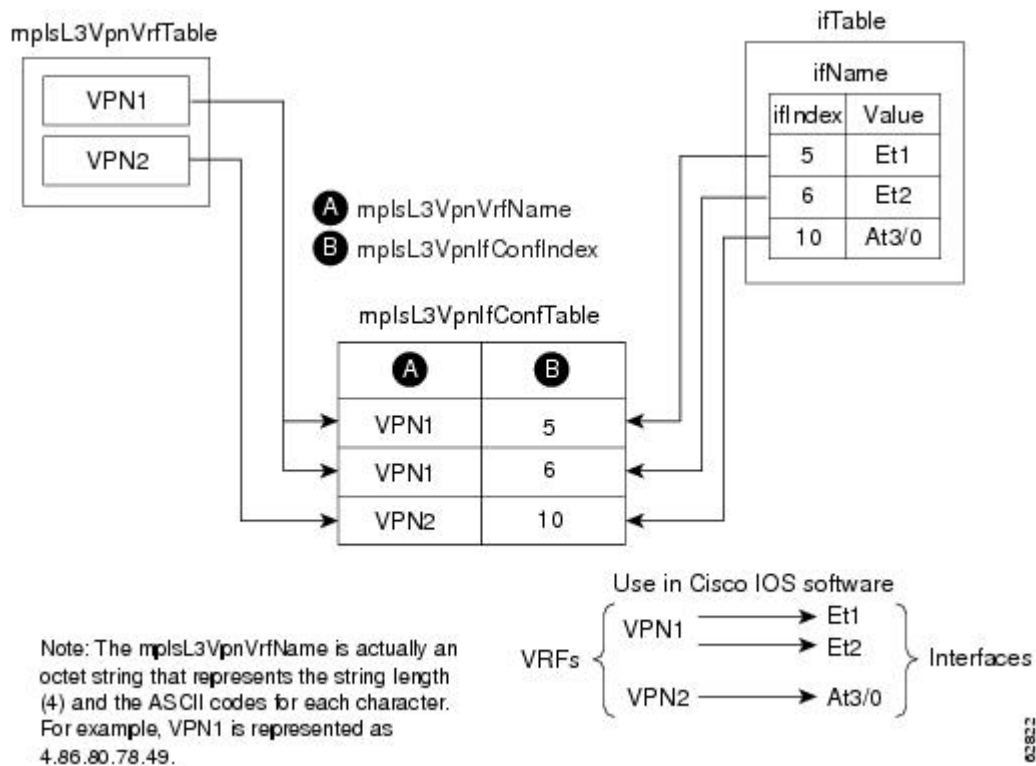 mplsL3VpnVrfTable
VPN1
VPN2
ifTable
ifName
ifIndex Value
5 Et1
6 Et2
10 At3/0
A mplsL3VpnVrfName
B mplsL3VpnIfConfIndex
mplsL3VpnIfConfTable
A B
VPN1 5
VPN1 6
VPN2 10
Use in Cisco IOS software
VRFs
VPN1
Et1
Et2
VPN2
At3/0
Interfaces
Note: The mplsL3VpnVrfName is actually an
octet string that represents the string length
(4) and the ASCII codes for each character.
For example, VPN1 is represented as
4.86.80.78.49.
62822